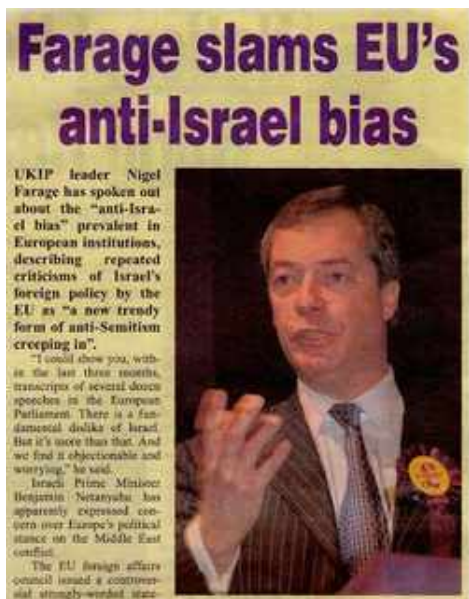 Farage slams EU's
anti-Israel bias
UKIP leader Nigel
Farage has spoken out
about the "anti-Isra-
el bias" prevalent in
European institutions,
describing repeated
criticisms of Israel's
foreign policy by the
EU as "a new trendy
form of anti-Semitism
creeping in".
"I could show you, with-
in the last three months,
transcripts of several dozen
speeches in the European
Parliament. There is a fun-
damental dislike of Israel.
But it's more than that. And
we find it objectionable and
worrying," he said.
Israeli Prime Minister
Benjamin Netanyahu has
apparently expressed con-
cern over Europe's political
stance on the Middle East
conflict.
The EU foreign affairs
council issued a controver-
sial strongly-worded state-